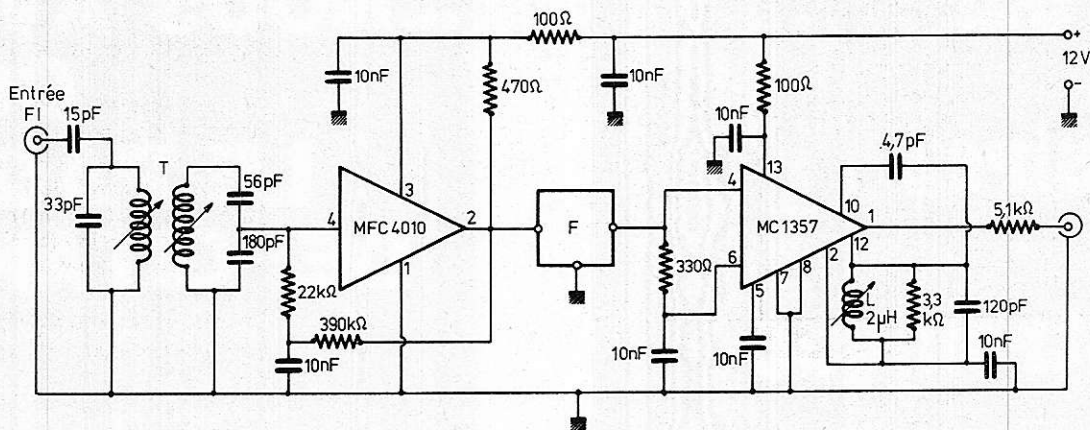 100Ω
+
12V
-
10nF
470Ω
10nF
100Ω
Entrée
FI
15pF
10nF
4,7pF
T
56pF
3
13
33pF
4
MFC 4010
2
F
4
MC1357
10
1
5,1kΩ
180pF
12
22kΩ
1
330Ω
6
2
8
7
5
L
2µH
3,3
kΩ
120pF
390kΩ
10nF
10nF
10nF
10nF